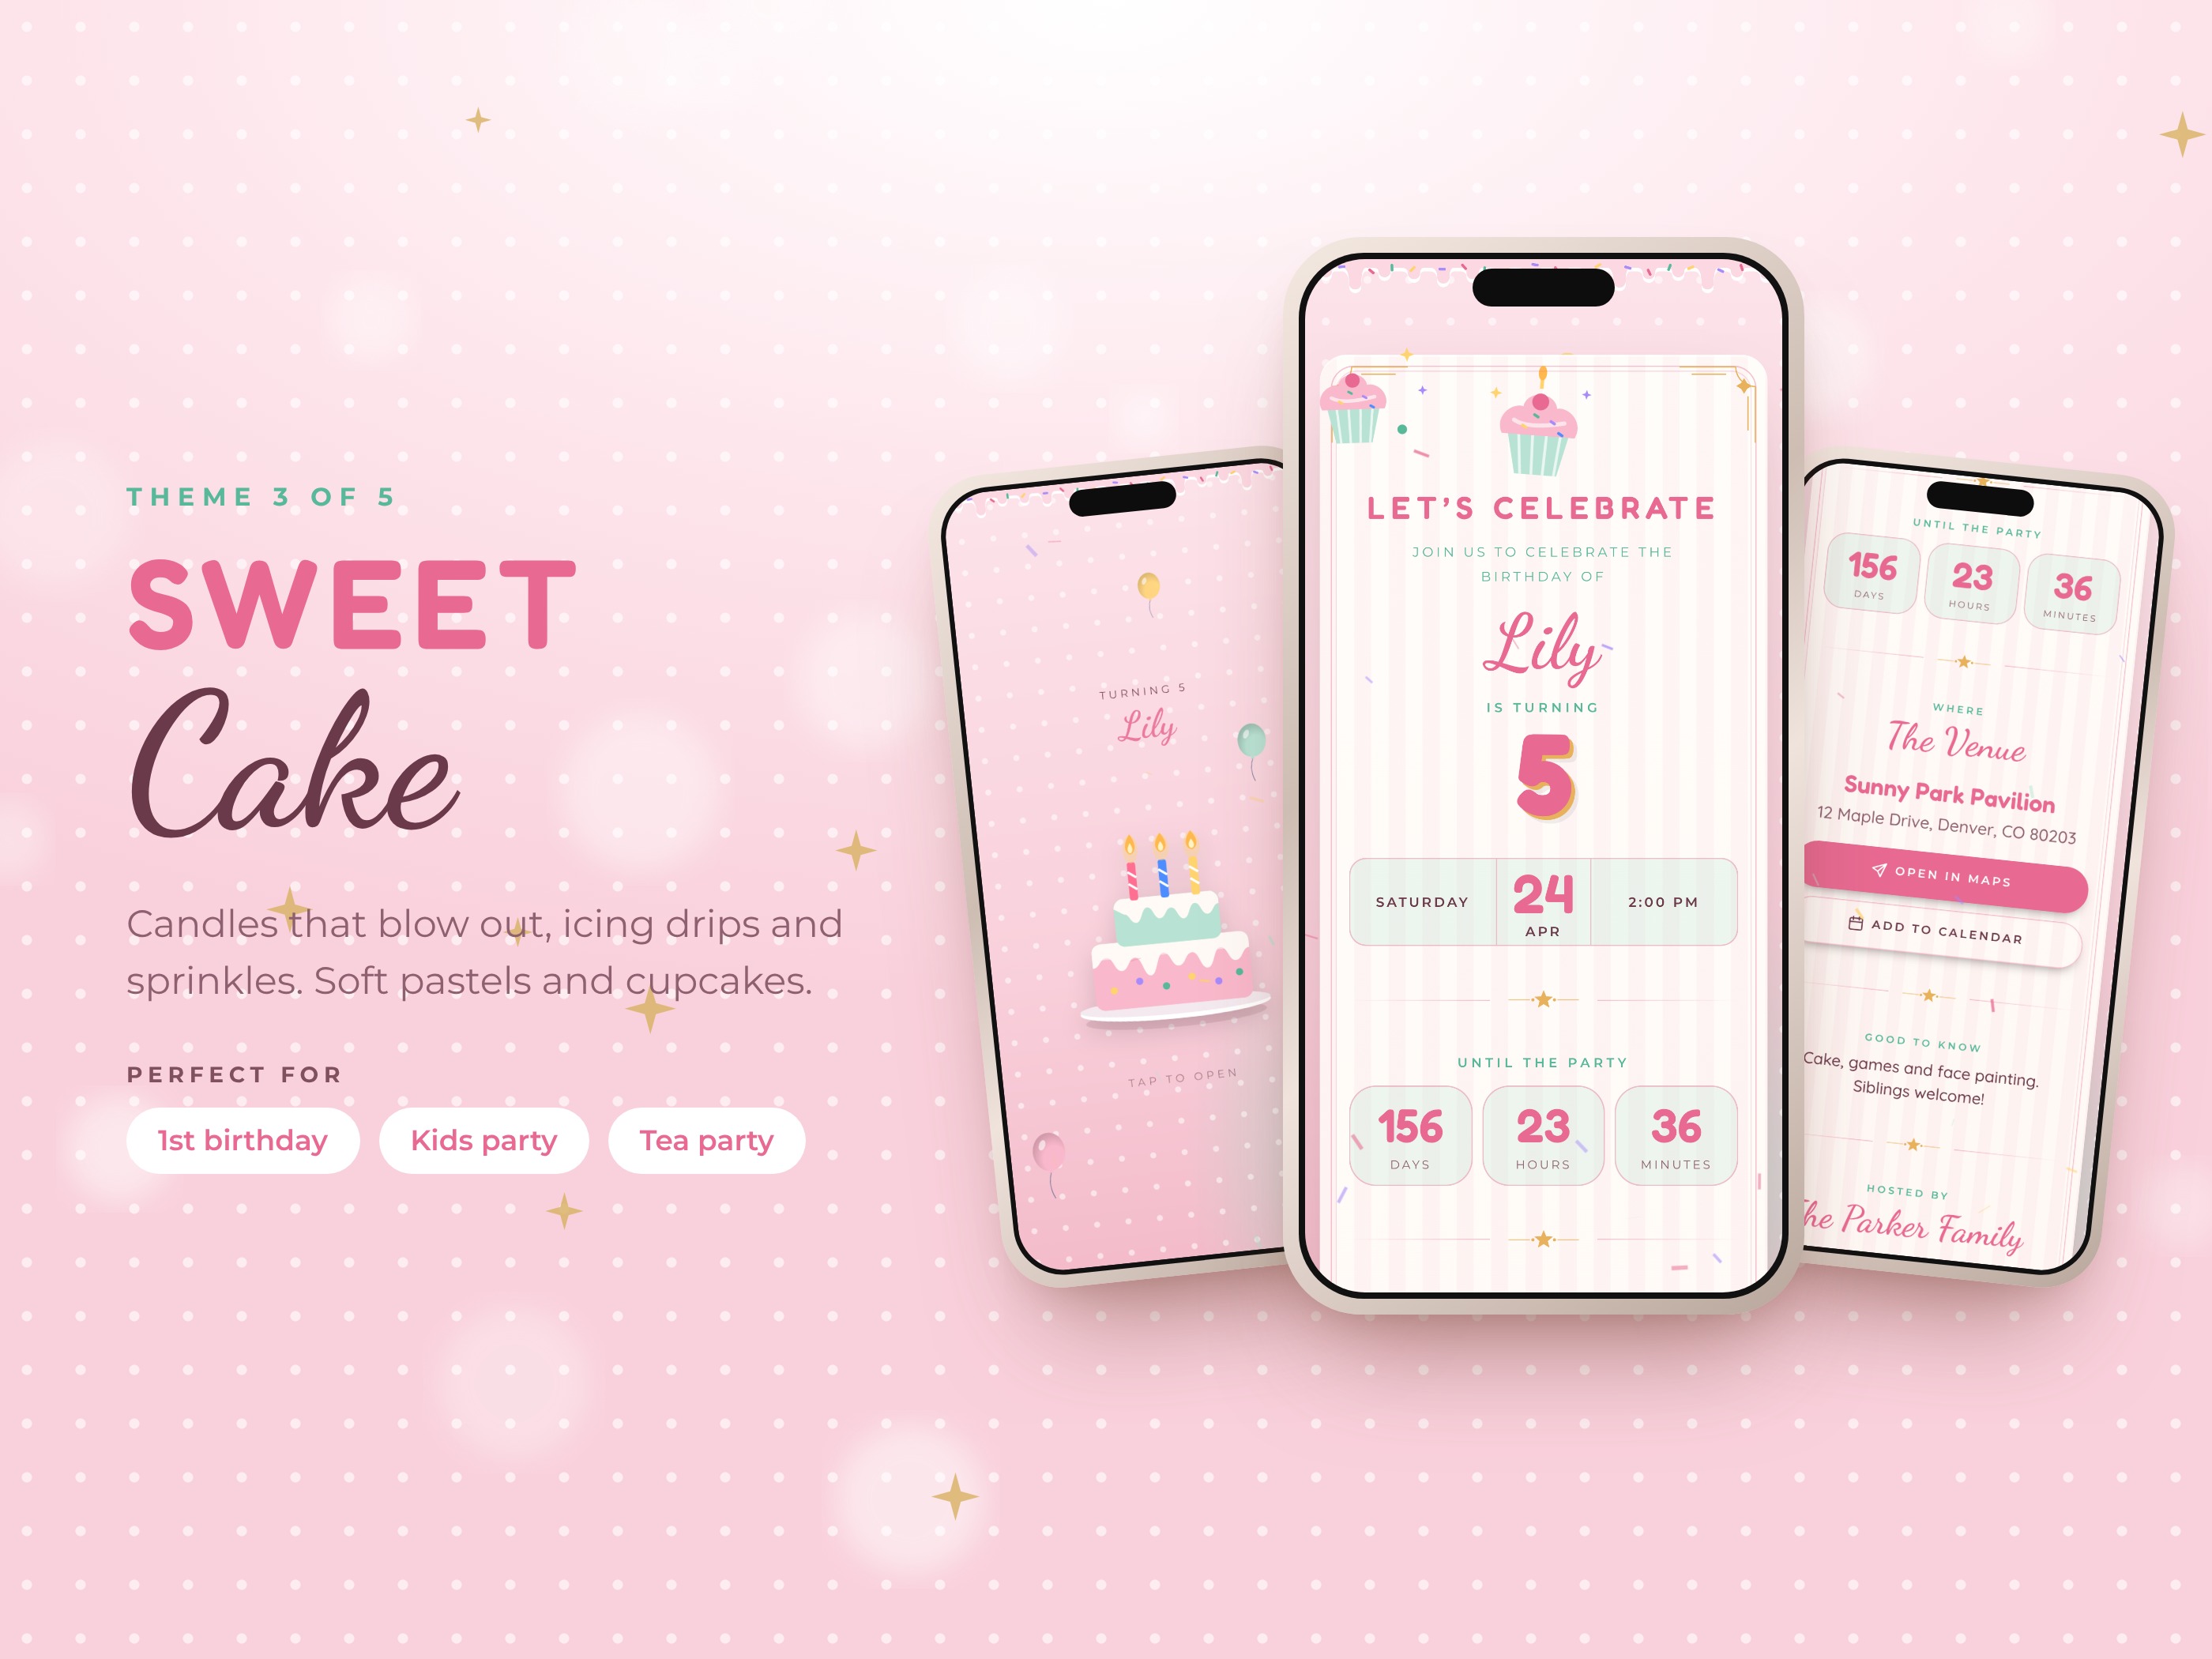 THEME 3 OF 5
SWEET
Cake
Candles that blow out, icing drips and
sprinkles. Soft pastels and cupcakes.
PERFECT FOR
1st birthday
Kids party
Tea party
TURNING 5
Lily
TAP TO OPEN
LET’S CELEBRATE
JOIN US TO CELEBRATE THE
BIRTHDAY OF
Lily
IS TURNING
5
SATURDAY
24
APR
2:00 PM
UNTIL THE PARTY
156
DAYS
23
HOURS
36
MINUTES
UNTIL THE PARTY
156
DAYS
23
HOURS
36
MINUTES
WHERE
The Venue
Sunny Park Pavilion
12 Maple Drive, Denver, CO 80203
OPEN IN MAPS
ADD TO CALENDAR
GOOD TO KNOW
Cake, games and face painting.
Siblings welcome!
HOSTED BY
The Parker Family